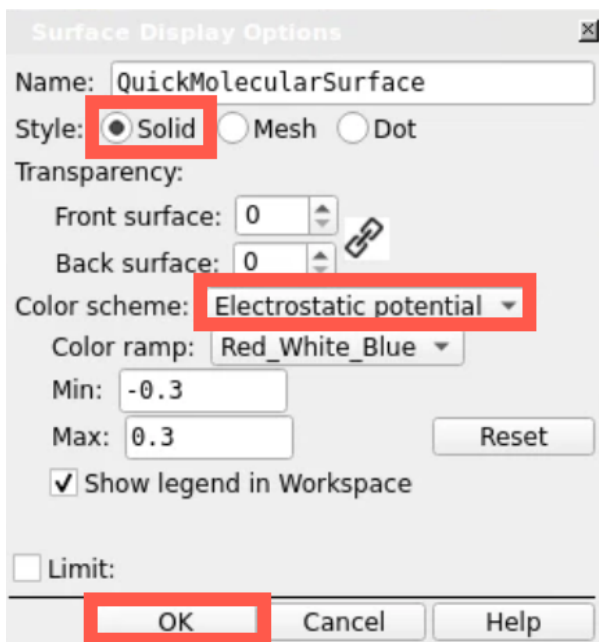 Surface Display Options
Name: QuickMolecularSurface
Style: Solid Mesh Dot
Transparency:
Front surface: 0
Back surface: 0
Color scheme: Electrostatic potential
Color ramp: Red_White_Blue
Min: -0.3
Max: 0.3 Reset
Show legend in Workspace
Limit:
OK Cancel Help